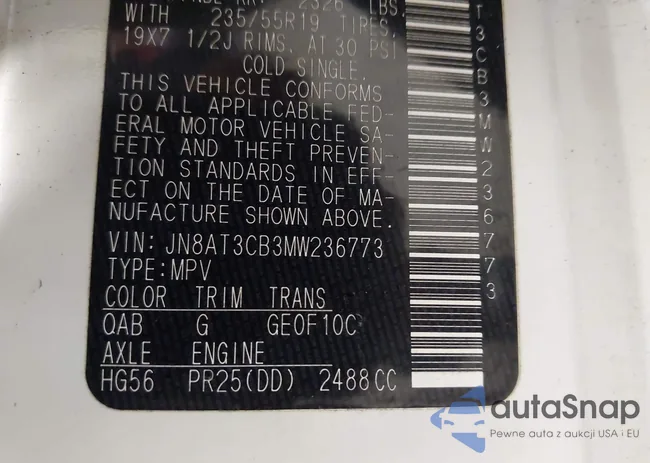 2326 LBS.
WITH 235/55R19 TIRES,
19X7 1/2J RIMS, AT 30 PSI
COLD SINGLE.
THIS VEHICLE CONFORMS
TO ALL APPLICABLE FED-
ERAL MOTOR VEHICLE SA-
FETY AND THEFT PREVEN-
TION STANDARDS IN EFF-
ECT ON THE DATE OF MA-
NUFACTURE SHOWN ABOVE.
VIN: JN8AT3CB3MW236773
TYPE:MPV
COLOR TRIM TRANS
QAB G GE0F10C
AXLE ENGINE
HG56 PR25(DD) 2488CC
T3CB3MW236773
autaSnap
Pewne auta z aukcji USA i EU